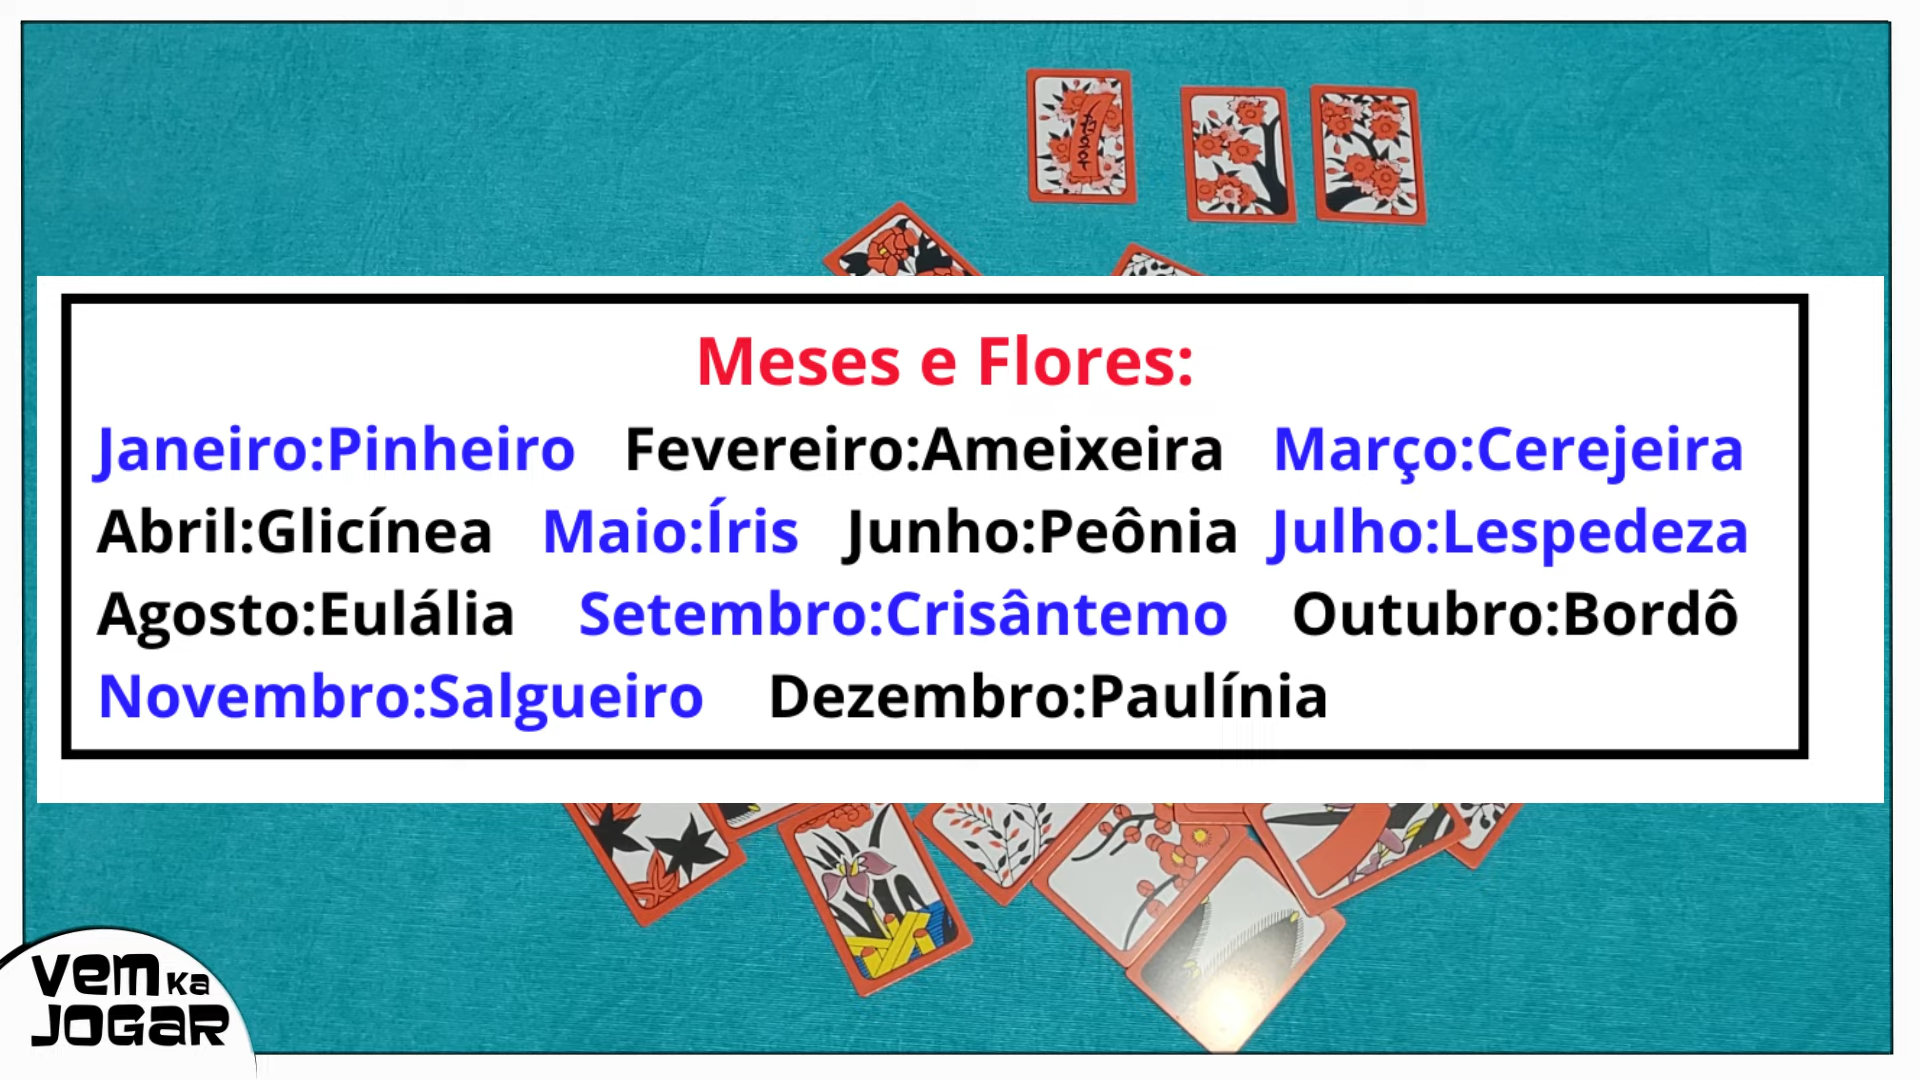 Meses e Flores:
Janeiro:Pinheiro Fevereiro:Ameixeira Março:Cerejeira
Abril:Glicínea Maio:Íris Junho:Peônia Julho:Lespedeza
Agosto:Eulália Setembro:Crisântemo Outubro:Bordô
Novembro:Salgueiro Dezembro:Paulínia
Vem Ka
JOGAR